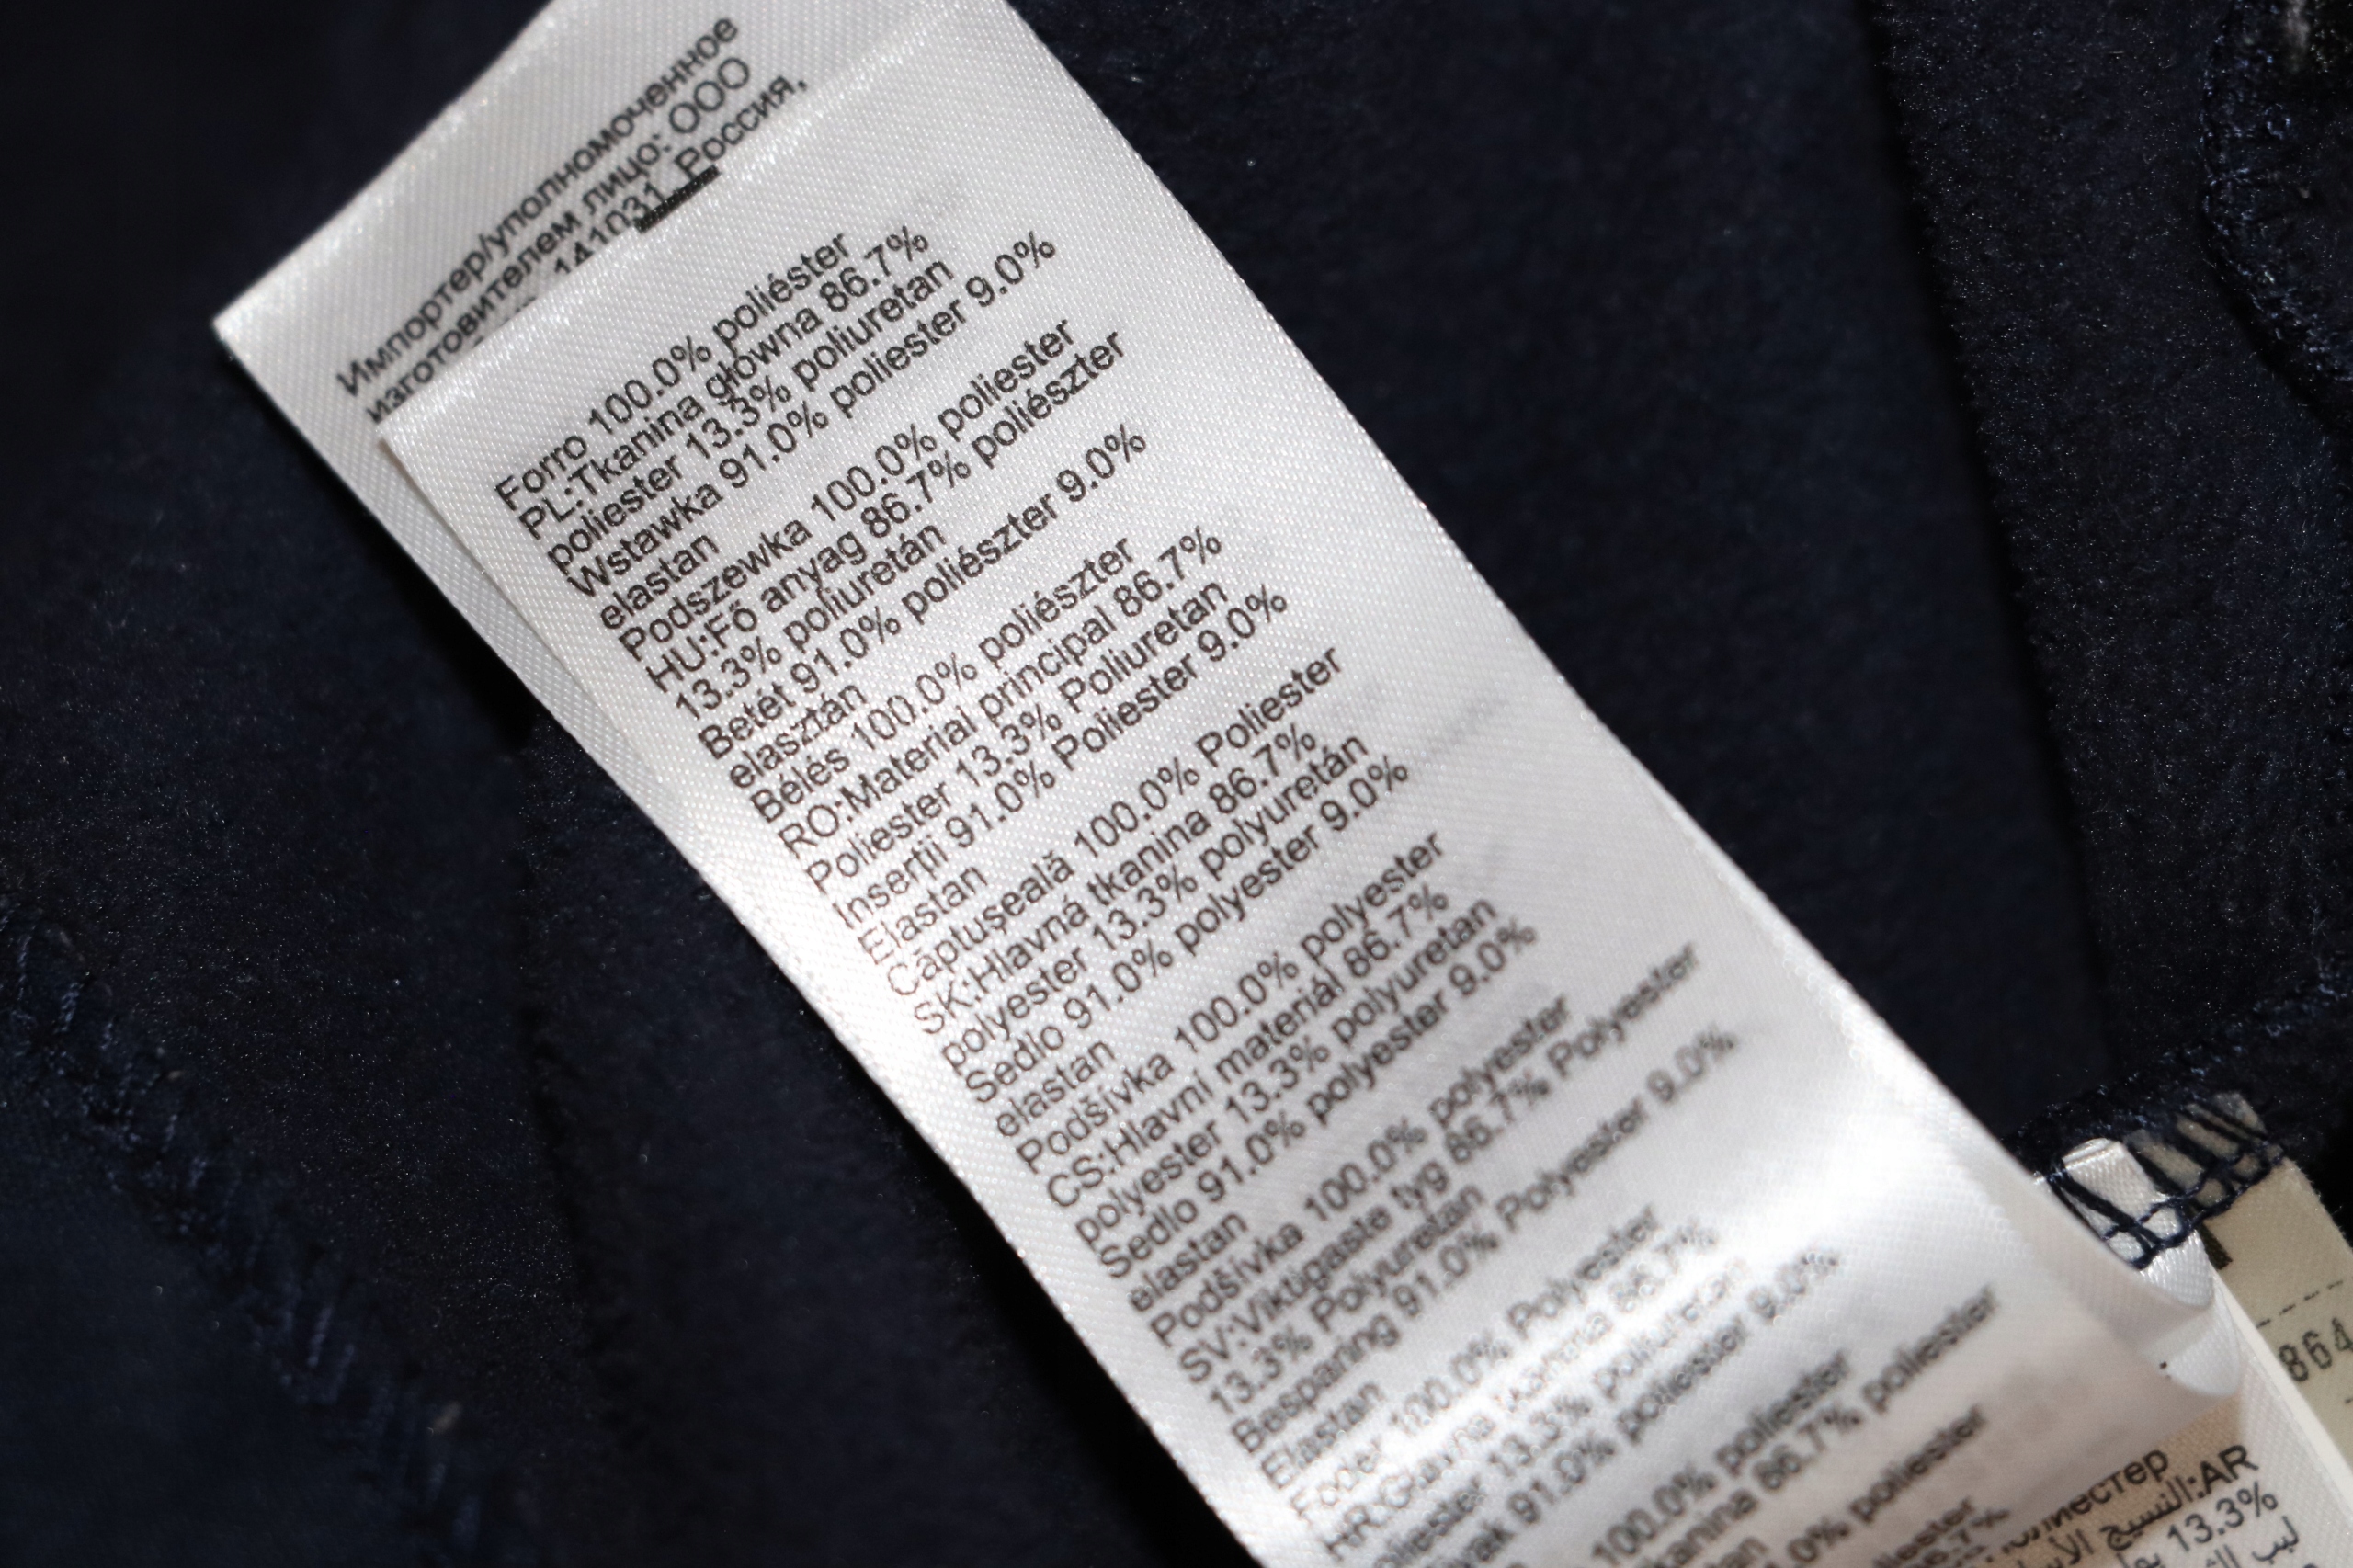 Импортер/уполномоченное
изготовителем лицо: ООО
141031, Россия,
Forro 100.0% poliéster
PL:Tkanina główna 86.7%
poliester 13.3% poliuretan
Wstawka 91.0% poliester 9.0%
elastan
Podszewka 100.0% poliester
HU:Fő anyag 86.7% poliészter
13.3% poliuretán
Betét 91.0% poliészter 9.0%
elasztán
Bélés 100.0% poliészter
RO:Material principal 86.7%
Poliester 13.3% Poliuretan
Inserții 91.0% Poliester 9.0%
Elastan
Căptușeală 100.0% Poliester
SK:Hlavná tkanina 86.7%
polyester 13.3% polyuretán
Sedlo 91.0% polyester 9.0%
elastan
Podšívka 100.0% polyester
CS:Hlavní materiál 86.7%
polyester 13.3% polyuretan
Sedlo 91.0% polyester 9.0%
elastan
Podšívka 100.0% polyester
SV:Viktigaste tyg 86.7% Polyester
13.3% Polyuretan
Besparing 91.0% Polyester 9.0%
Elastan
Foder 100.0% Polyester
HR:Glavna tkanina 86.7%
poliester 13.3% poliuretan
91.0% poliester 9.0%
100.0% poliester
86.7% poliester
poliester
864
AR:النسيج
13.3%